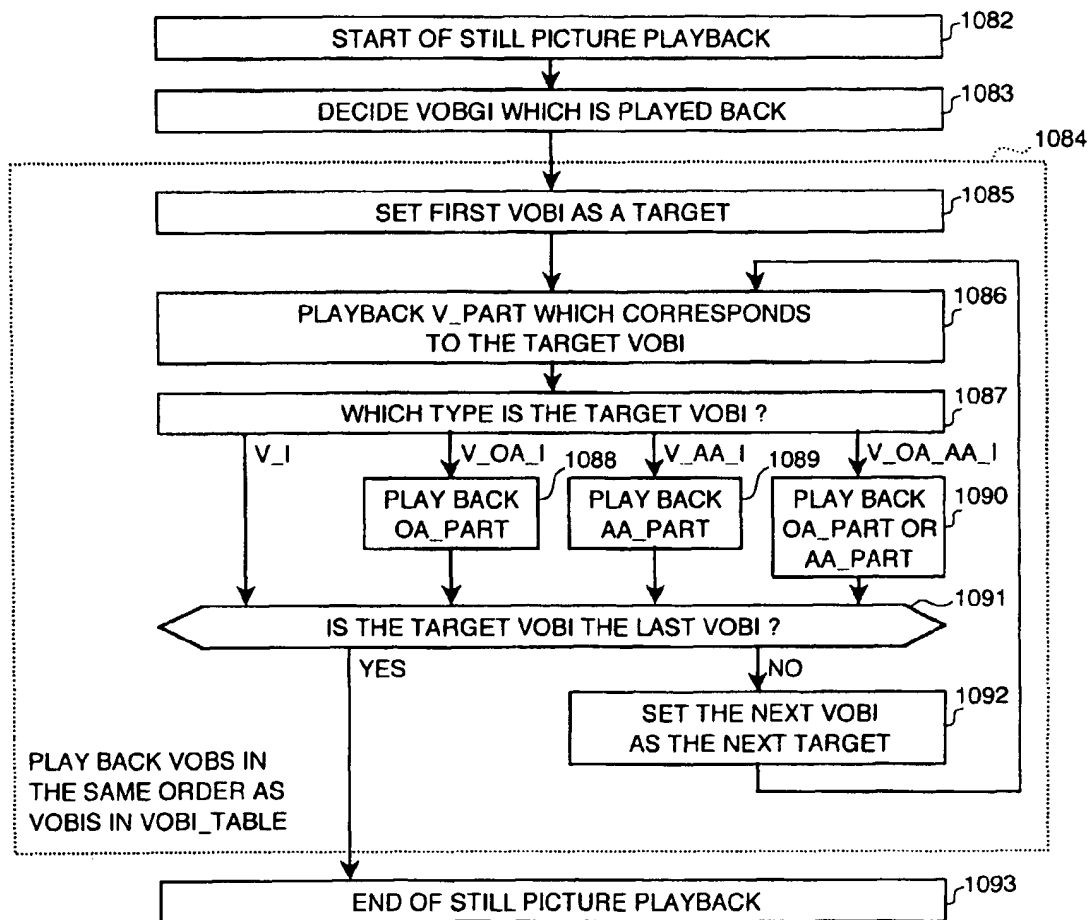 START OF STILL PICTURE PLAYBACK
1082
DECIDE VOBGI WHICH IS PLAYED BACK
1083
1084
SET FIRST VOBI AS A TARGET
1085
PLAYBACK V_PART WHICH CORRESPONDS
TO THE TARGET VOBI
1086
WHICH TYPE IS THE TARGET VOBI ?
1087
V_I
V_OA_I
V_AA_I
V_OA_AA_I
1088
1089
1090
PLAY BACK
OA_PART
PLAY BACK
AA_PART
PLAY BACK
OA_PART OR
AA_PART
IS THE TARGET VOBI THE LAST VOBI ?
1091
YES
NO
SET THE NEXT VOBI
AS THE NEXT TARGET
1092
PLAY BACK VOBS IN
THE SAME ORDER AS
VOBIS IN VOBI_TABLE
END OF STILL PICTURE PLAYBACK
1093